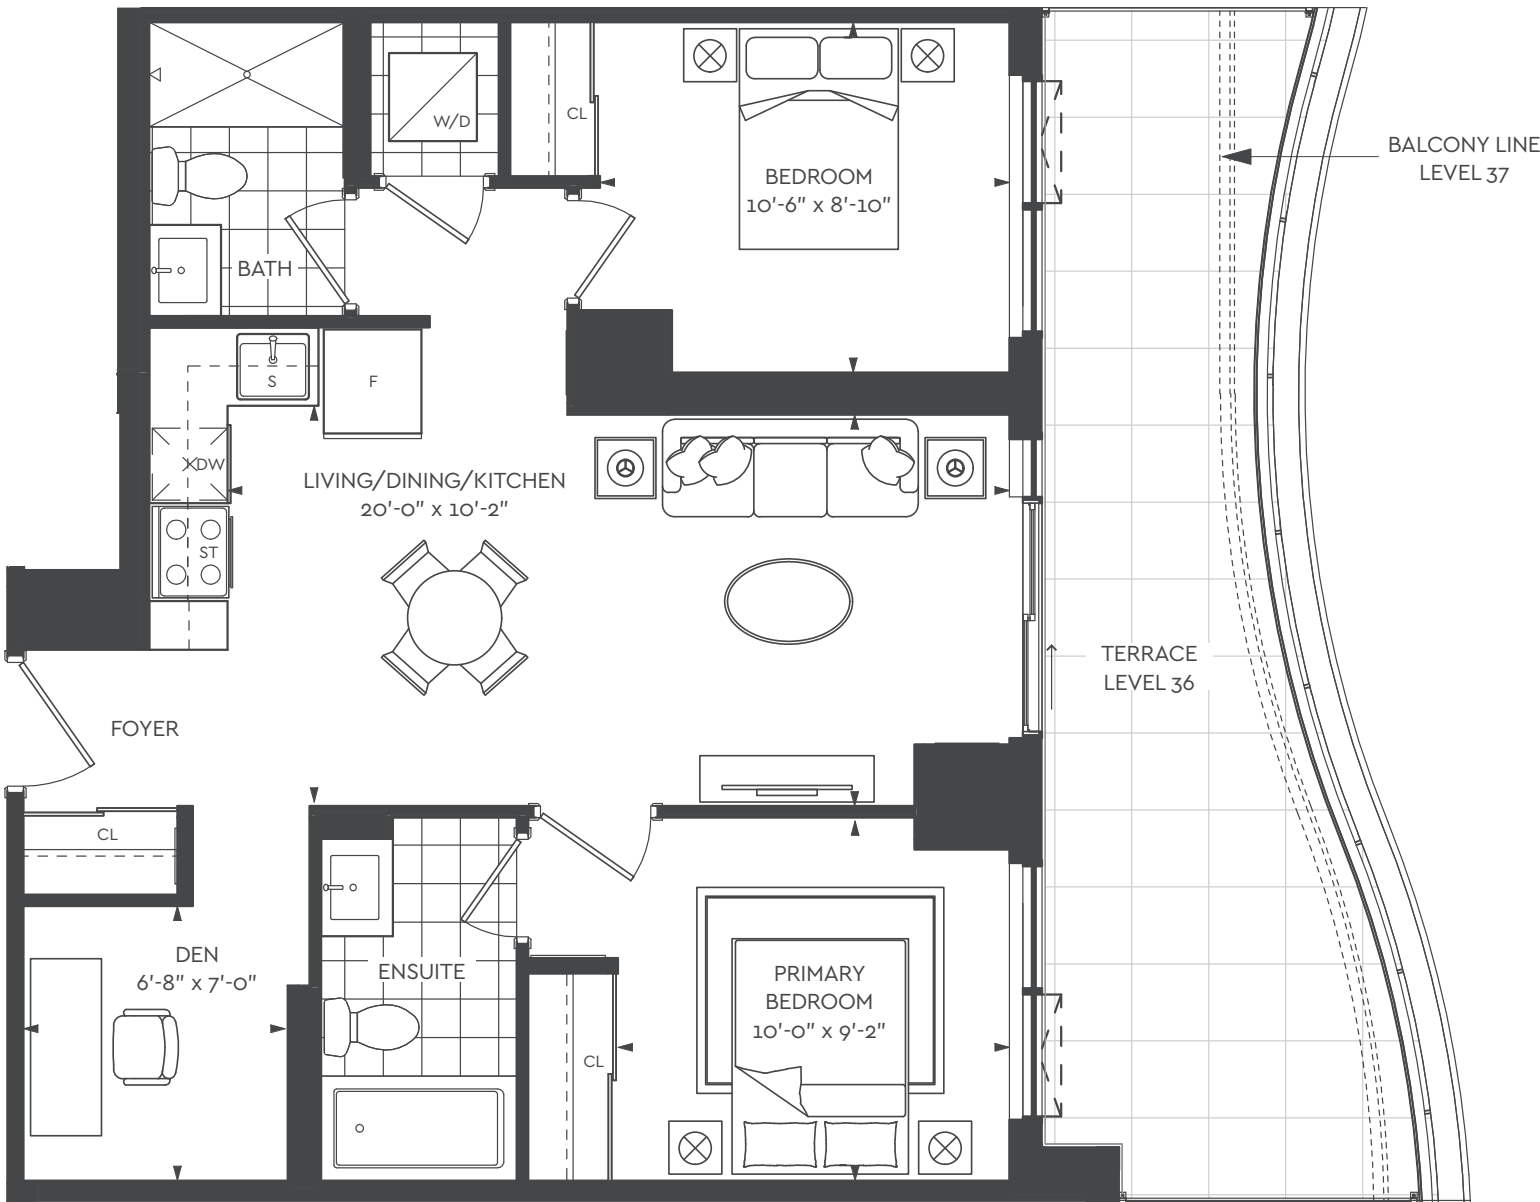 W/D
CL
BEDROOM
10'-6" x 8'-10"
BALCONY LINE
LEVEL 37
BATH
S
F
DW
LIVING/DINING/KITCHEN
20'-0" x 10'-2"
ST
TERRACE
LEVEL 36
FOYER
CL
DEN
6'-8" x 7'-0"
ENSUITE
PRIMARY
BEDROOM
10'-0" x 9'-2"
CL